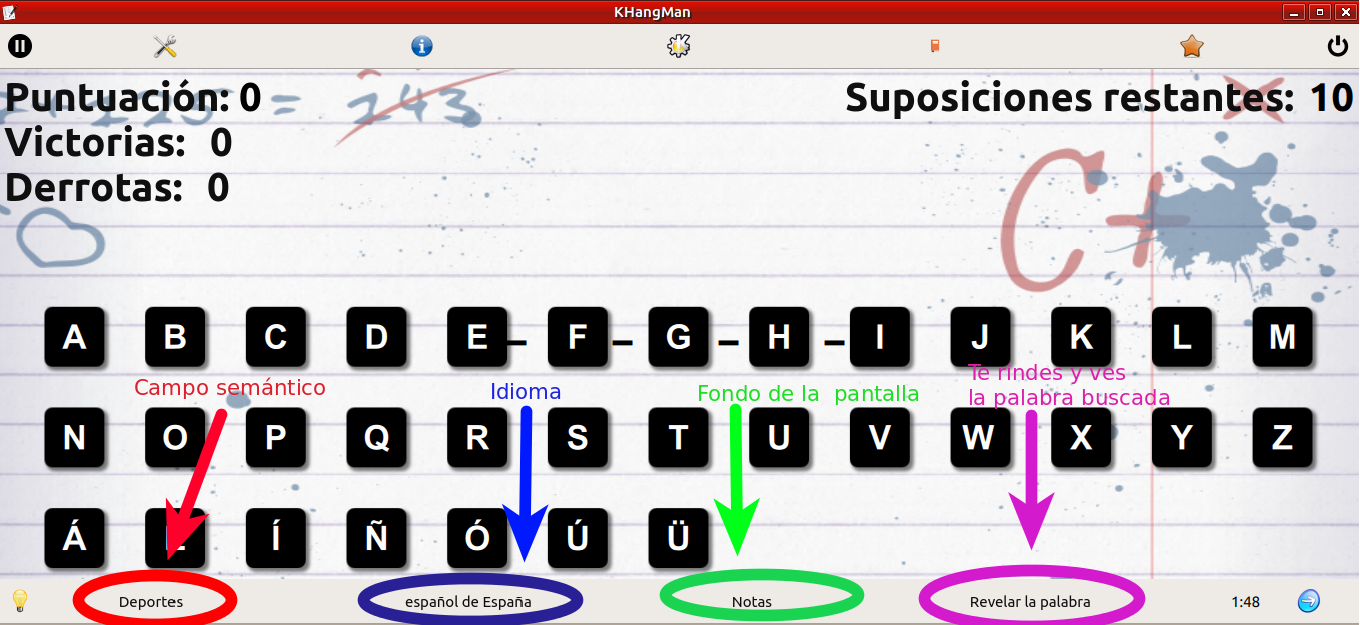 KHangMan
Puntuación: 0
Suposiciones restantes: 10
= 243
Victorias: 0
Derrotas: 0
C+
A B C D E F G H I J K L M
_ _ _ _
Campo semántico
Idioma
Fondo de la pantalla
Te rindes y ves
la palabra buscada
N O P Q R S T U V W X Y Z
Á É Í Ñ Ó Ú Ü
Deportes
español de España
Notas
Revelar la palabra
1:48